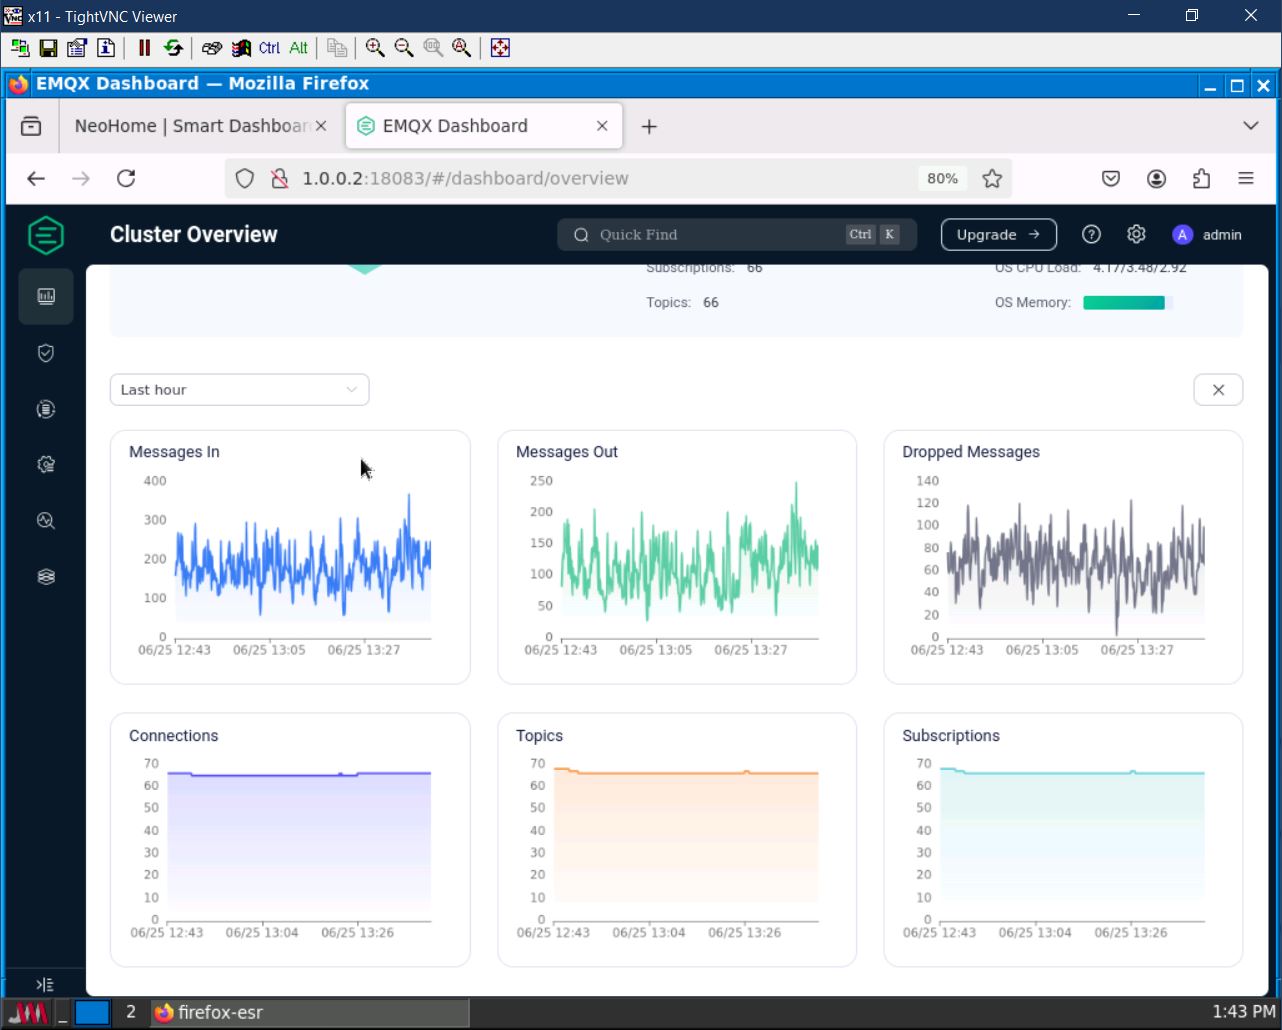 x11 - TightVNC Viewer
Ctrl Alt
EMQX Dashboard — Mozilla Firefox
NeoHome | Smart Dashboar
EMQX Dashboard
1.0.0.2:18083/#/dashboard/overview
80%
Cluster Overview
Quick Find
Ctrl K
Upgrade →
A admin
Subscriptions: 66
OS CPU Load: 4.17/3.48/2.92
Topics: 66
OS Memory:
Last hour
Messages In
400
300
200
100
0
06/25 12:43 06/25 13:05 06/25 13:27
Messages Out
250
200
150
100
50
0
06/25 12:43 06/25 13:05 06/25 13:27
Dropped Messages
140
120
100
80
60
40
20
0
06/25 12:43 06/25 13:05 06/25 13:27
Connections
70
60
50
40
30
20
10
0
06/25 12:43 06/25 13:04 06/25 13:26
Topics
70
60
50
40
30
20
10
0
06/25 12:43 06/25 13:04 06/25 13:26
Subscriptions
70
60
50
40
30
20
10
0
06/25 12:43 06/25 13:04 06/25 13:26
2
firefox-esr
1:43 PM